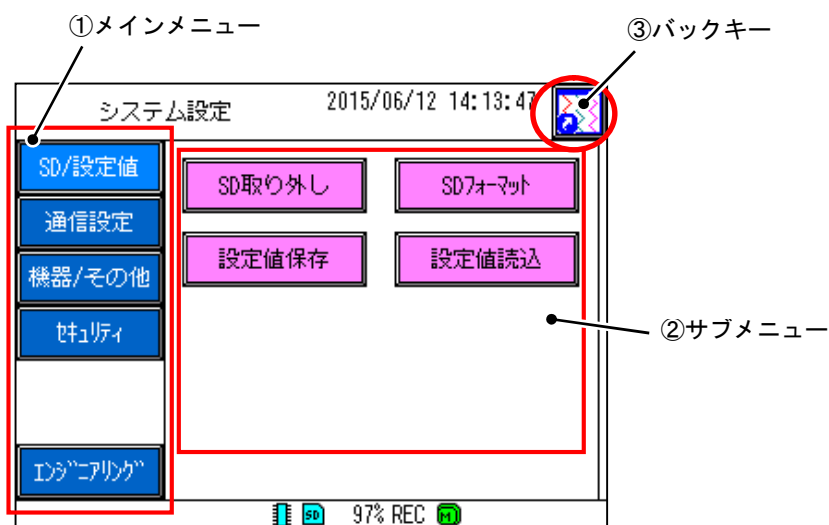 ①メインメニュー
③バックキー
システム設定
2015/06/12 14:13:47
SD/設定値
SD取り外し
SDﾌｫｰﾏｯﾄ
通信設定
設定値保存
設定値読込
機器/その他
ｾｷｭﾘﾃｨ
②サブメニュー
ｴﾝｼﾞﾆｱﾘﾝｸﾞ
SD
97% REC
M